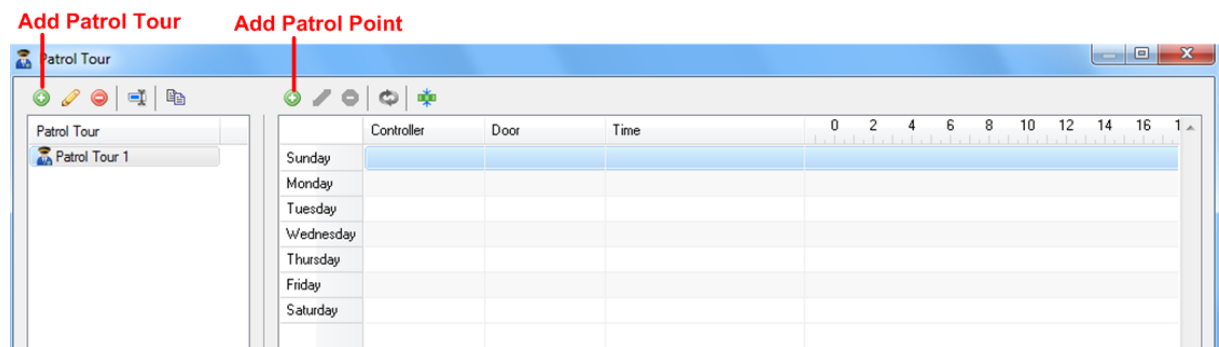 Add Patrol Tour Add Patrol Point
Patrol Tour
Patrol Tour Controller Door Time 0 2 4 6 8 10 12 14 16
Patrol Tour 1 Sunday
Monday
Tuesday
Wednesday
Thursday
Friday
Saturday